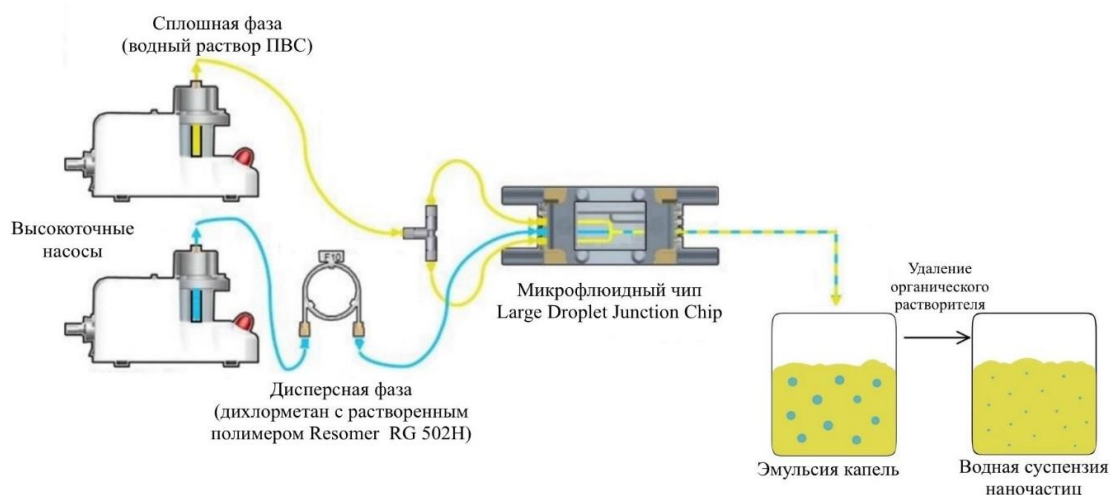 Сплошная фаза
(водный раствор ПВС)
Высокоточные
насосы
F10
Дисперсная фаза
(дихлорметан с растворенным
полимером Resomer RG 502H)
Микрофлюидный чип
Large Droplet Junction Chip
Удаление
органического
растворителя
Эмульсия капель
Водная суспензия
наночастиц